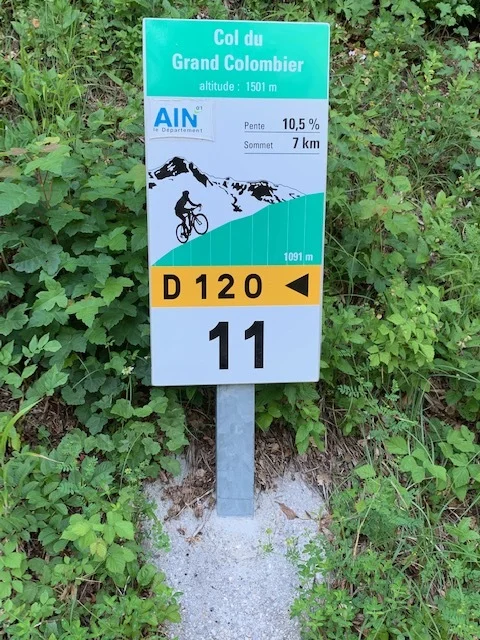 Col du
Grand Colombier
altitude : 1501 m
AIN 01
le Département
Pente 10,5 %
Sommet 7 km
1091 m
D 120
11